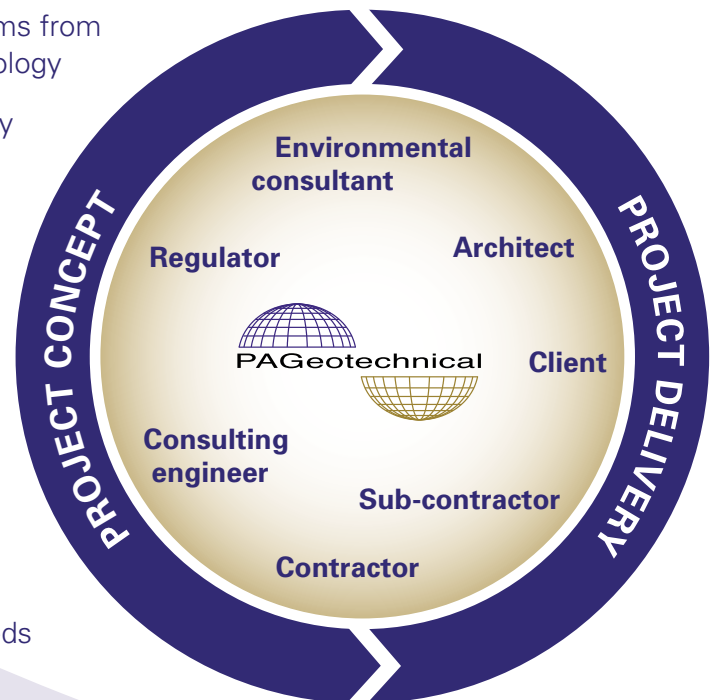 ms from
ology
y
PROJECT CONCEPT
PROJECT DELIVERY
Environmental
consultant
Regulator
Architect
PAGeotechnical
Client
Consulting
engineer
Sub-contractor
Contractor
ds